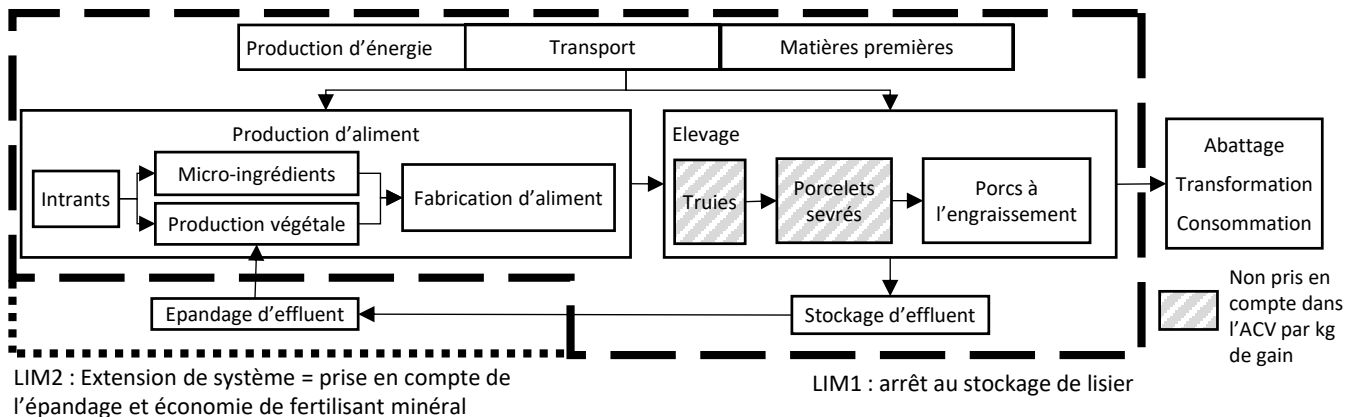 Production d’énergie
Transport
Matières premières
Production d’aliment
Intrants
Micro-ingrédients
Production végétale
Fabrication d’aliment
Elevage
Truies
Porcelets
sevrés
Porcs à
l’engraissement
Abattage
Transformation
Consommation
Epandage d’effluent
Stockage d’effluent
Non pris en
compte dans
l’ACV par kg
de gain
LIM2 : Extension de système = prise en compte de
l’épandage et économie de fertilisant minéral
LIM1 : arrêt au stockage de lisier